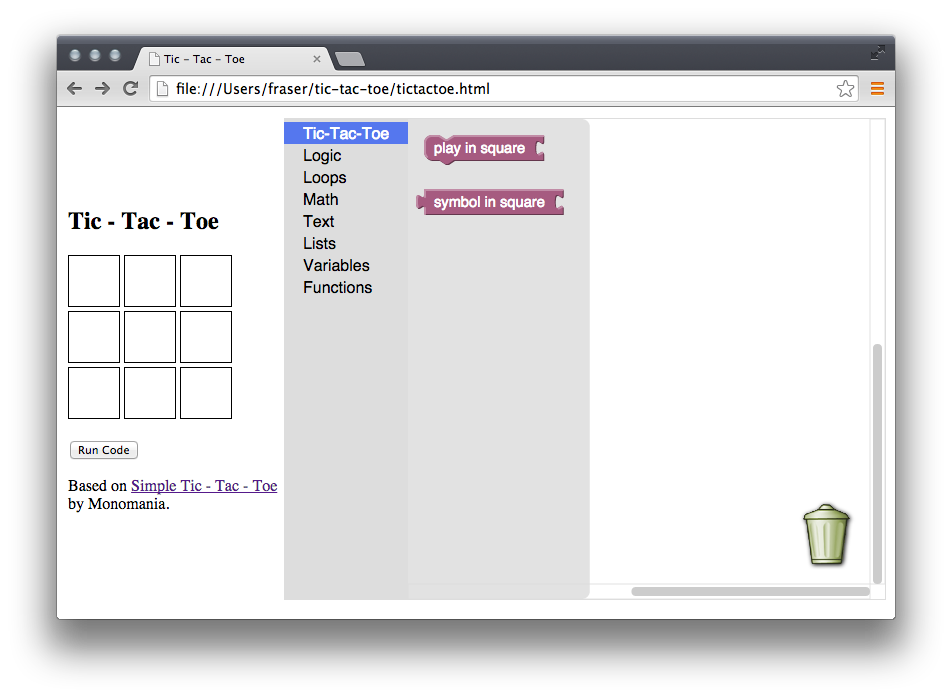 Tic - Tac - Toe
file:///Users/fraser/tic-tac-toe/tictactoe.html
Tic - Tac - Toe
Run Code
Based on Simple Tic - Tac - Toe
by Monomania.
Tic-Tac-Toe
Logic
Loops
Math
Text
Lists
Variables
Functions
play in square
symbol in square